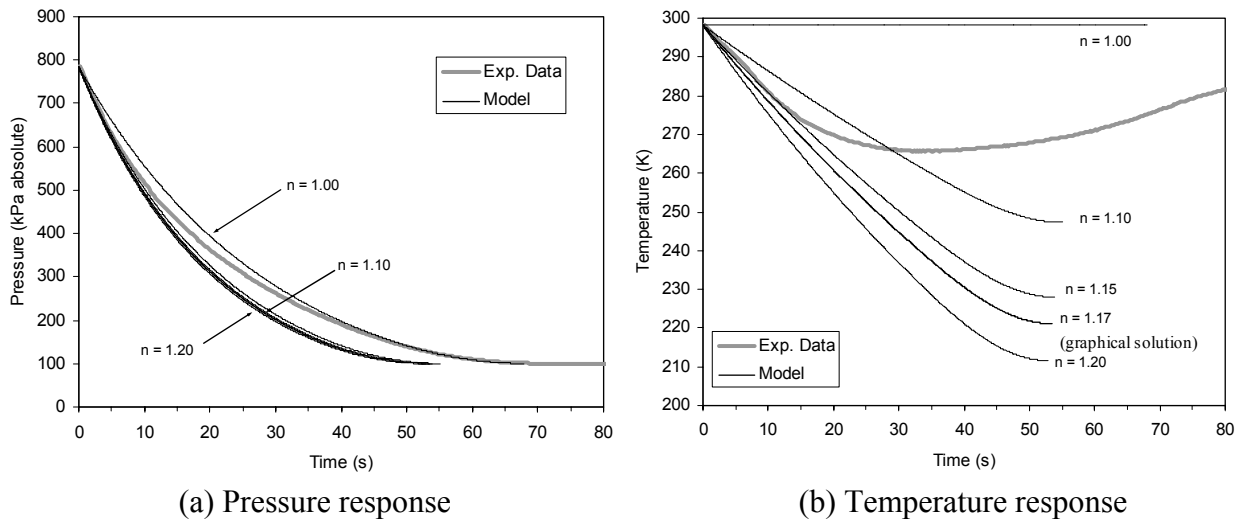 900
800
700
600
500
400
300
200
100
0
Pressure (kPa absolute)
Exp. Data
Model
n = 1.00
n = 1.10
n = 1.20
0 10 20 30 40 50 60 70 80
Time (s)
(a) Pressure response
300
290
280
270
260
250
240
230
220
210
200
Temperature (K)
n = 1.00
n = 1.10
n = 1.15
n = 1.17
(graphical solution)
n = 1.20
Exp. Data
Model
0 10 20 30 40 50 60 70 80
Time (s)
(b) Temperature response